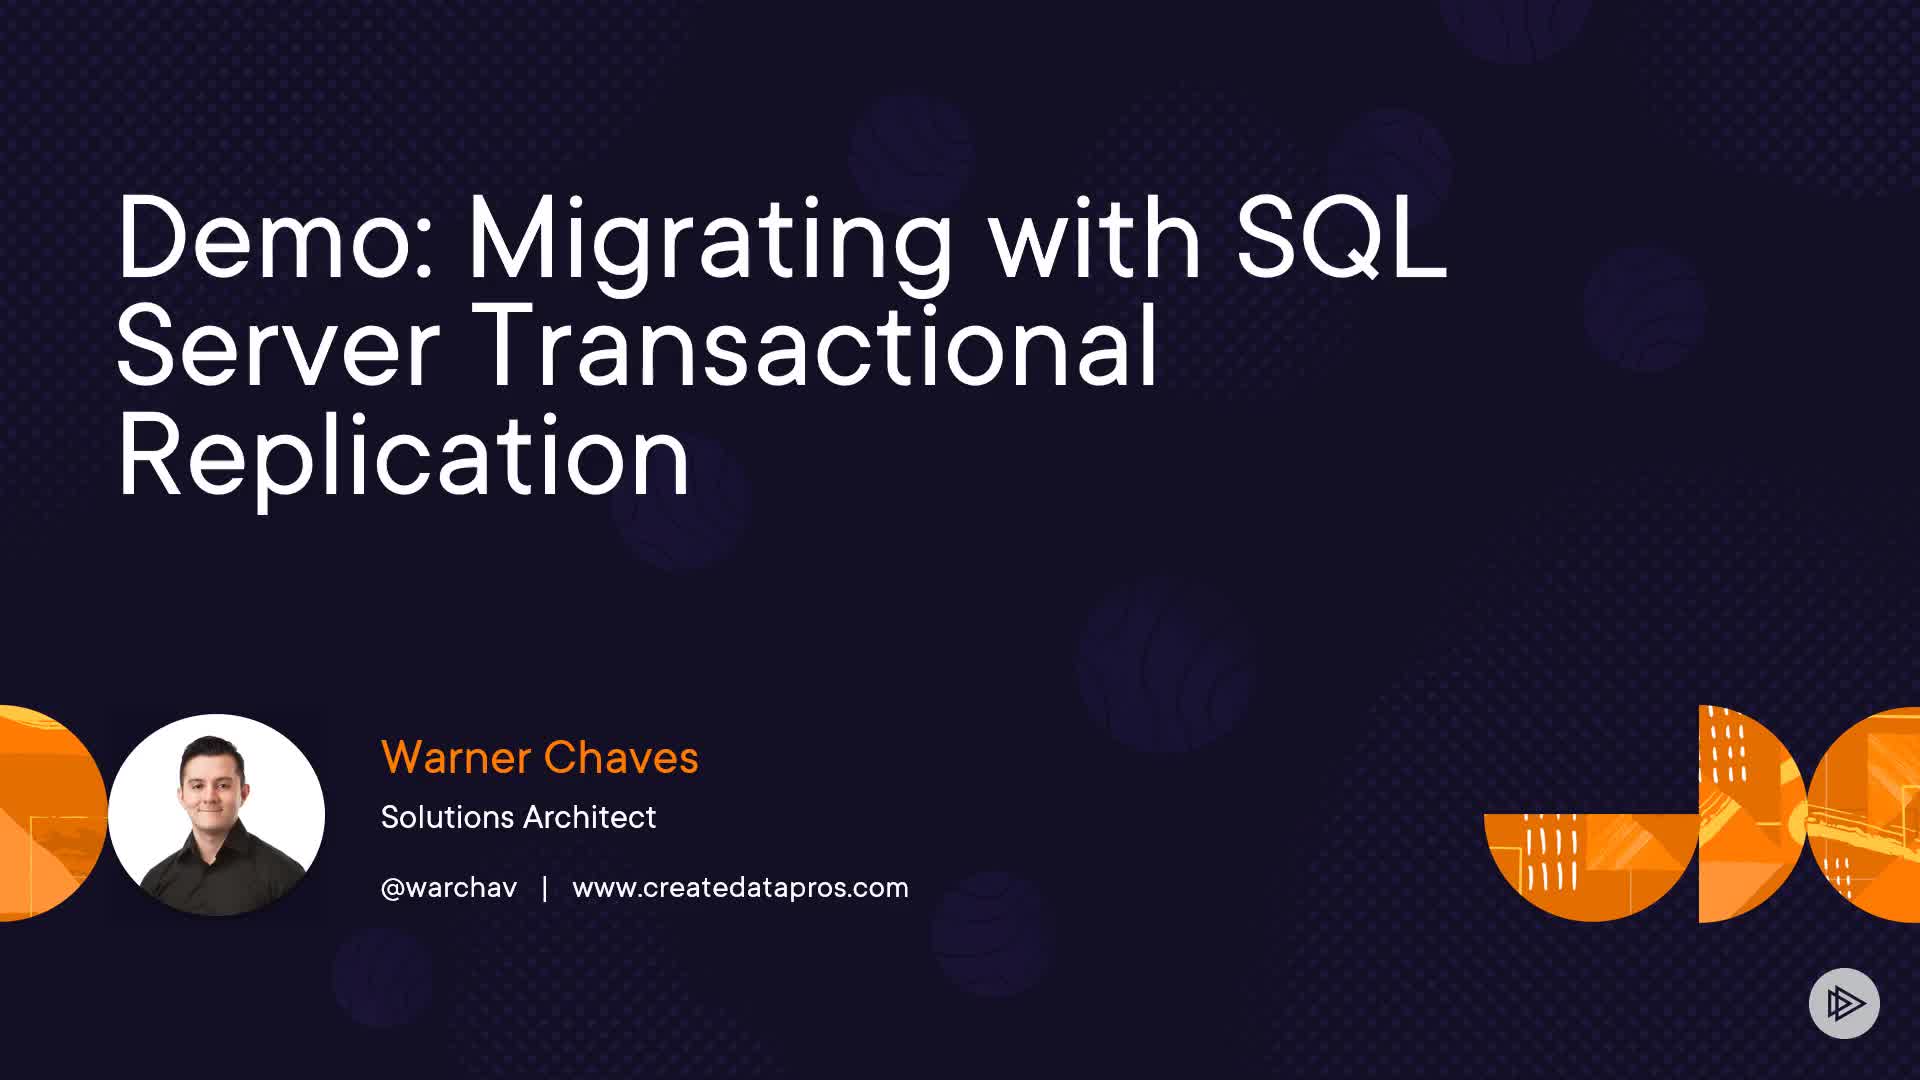 Demo: Migrating with SQL
Server Transactional
Replication
Warner Chaves
Solutions Architect
@warchav | www.createdatapros.com